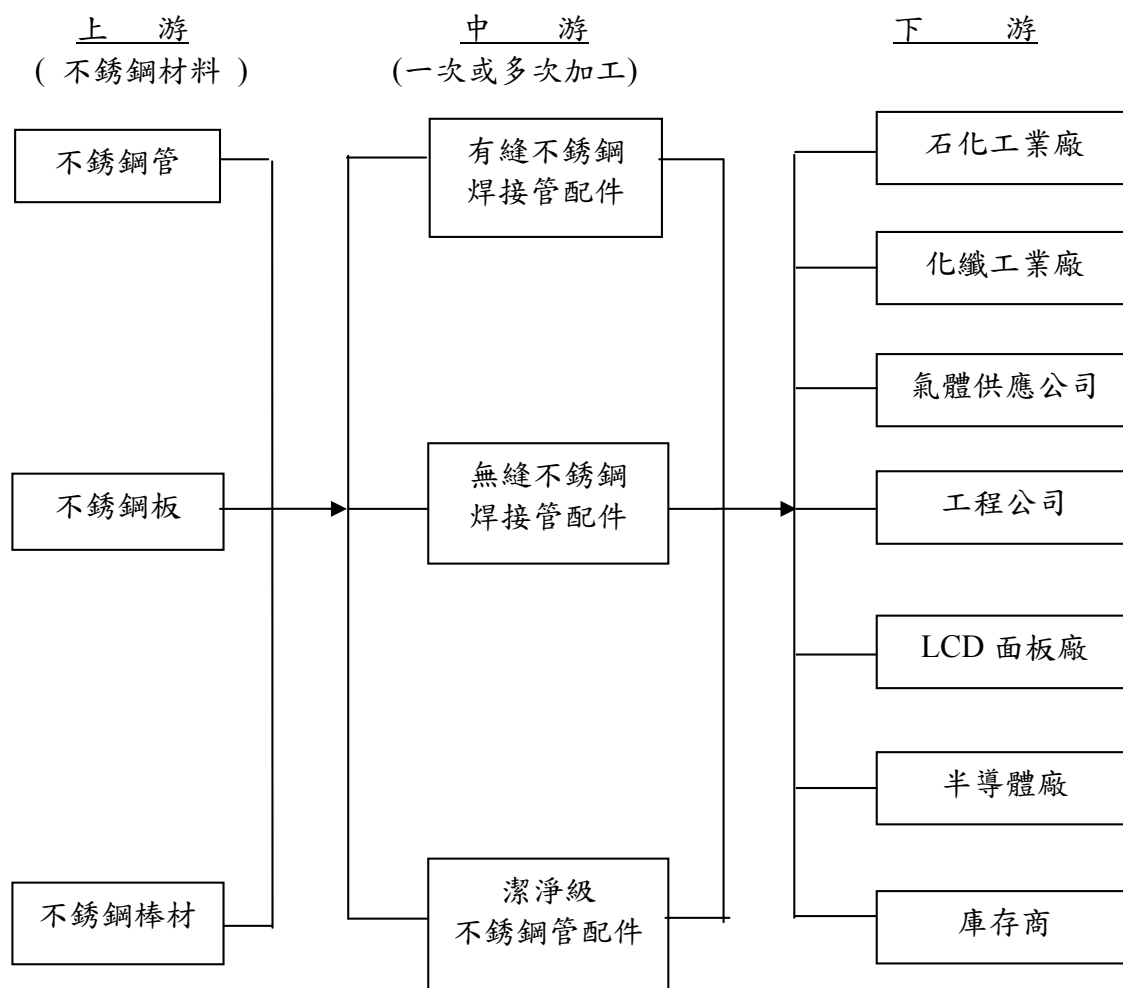 上 游
( 不銹鋼材料 )
中 游
(一次或多次加工)
下 游
不銹鋼管
不銹鋼板
不銹鋼棒材
有縫不銹鋼
焊接管配件
無縫不銹鋼
焊接管配件
潔淨級
不銹鋼管配件
石化工業廠
化纖工業廠
氣體供應公司
工程公司
LCD 面板廠
半導體廠
庫存商